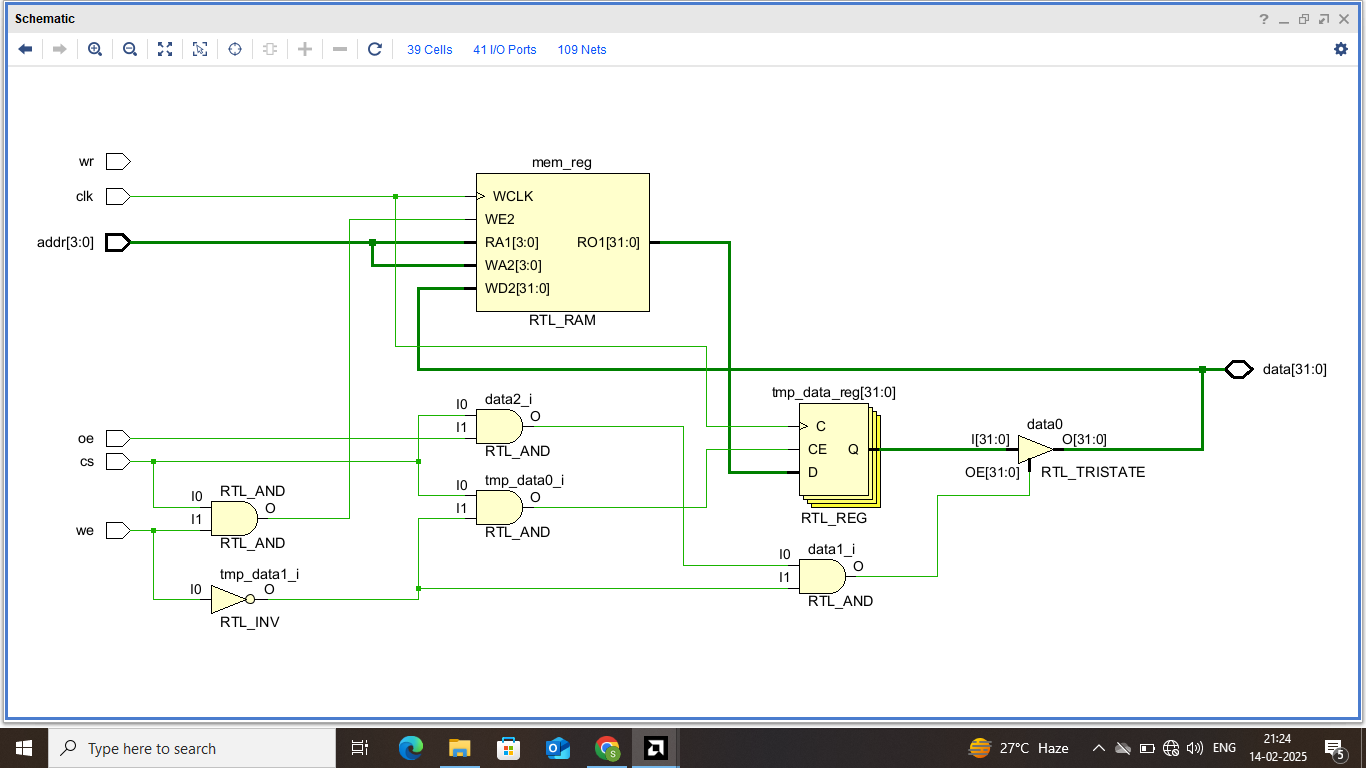 Schematic
?
39 Cells 41 I/O Ports 109 Nets
wr
clk
addr[3:0]
mem_reg
WCLK
WE2
RA1[3:0] RO1[31:0]
WA2[3:0]
WD2[31:0]
RTL_RAM
data[31:0]
oe
cs
we
I0 data2_i
I1 O
RTL_AND
I0 tmp_data0_i
I1 O
RTL_AND
RTL_AND
I0 O
I1
RTL_AND
tmp_data1_i
I0 O
RTL_INV
tmp_data_reg[31:0]
C
CE Q
D
RTL_REG
data0
I[31:0] O[31:0]
OE[31:0] RTL_TRISTATE
I0 data1_i
I1 O
RTL_AND
Type here to search
S
27°C Haze
ENG
21:24
14-02-2025
5